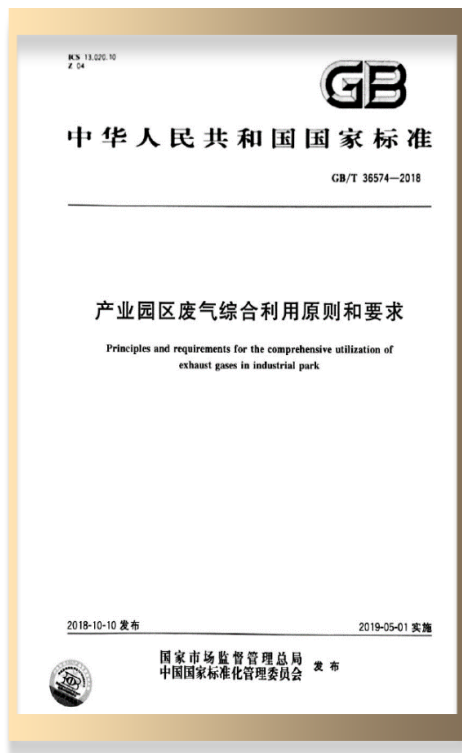 ICS 13.020.10
Z 04
GB
中华人民共和国国家标准
GB/T 36574—2018
产业园区废气综合利用原则和要求
Principles and requirements for the comprehensive utilization of
exhaust gases in industrial park
2018-10-10 发布
2019-05-01 实施
国家市场监督管理总局
中国国家标准化管理委员会
发布